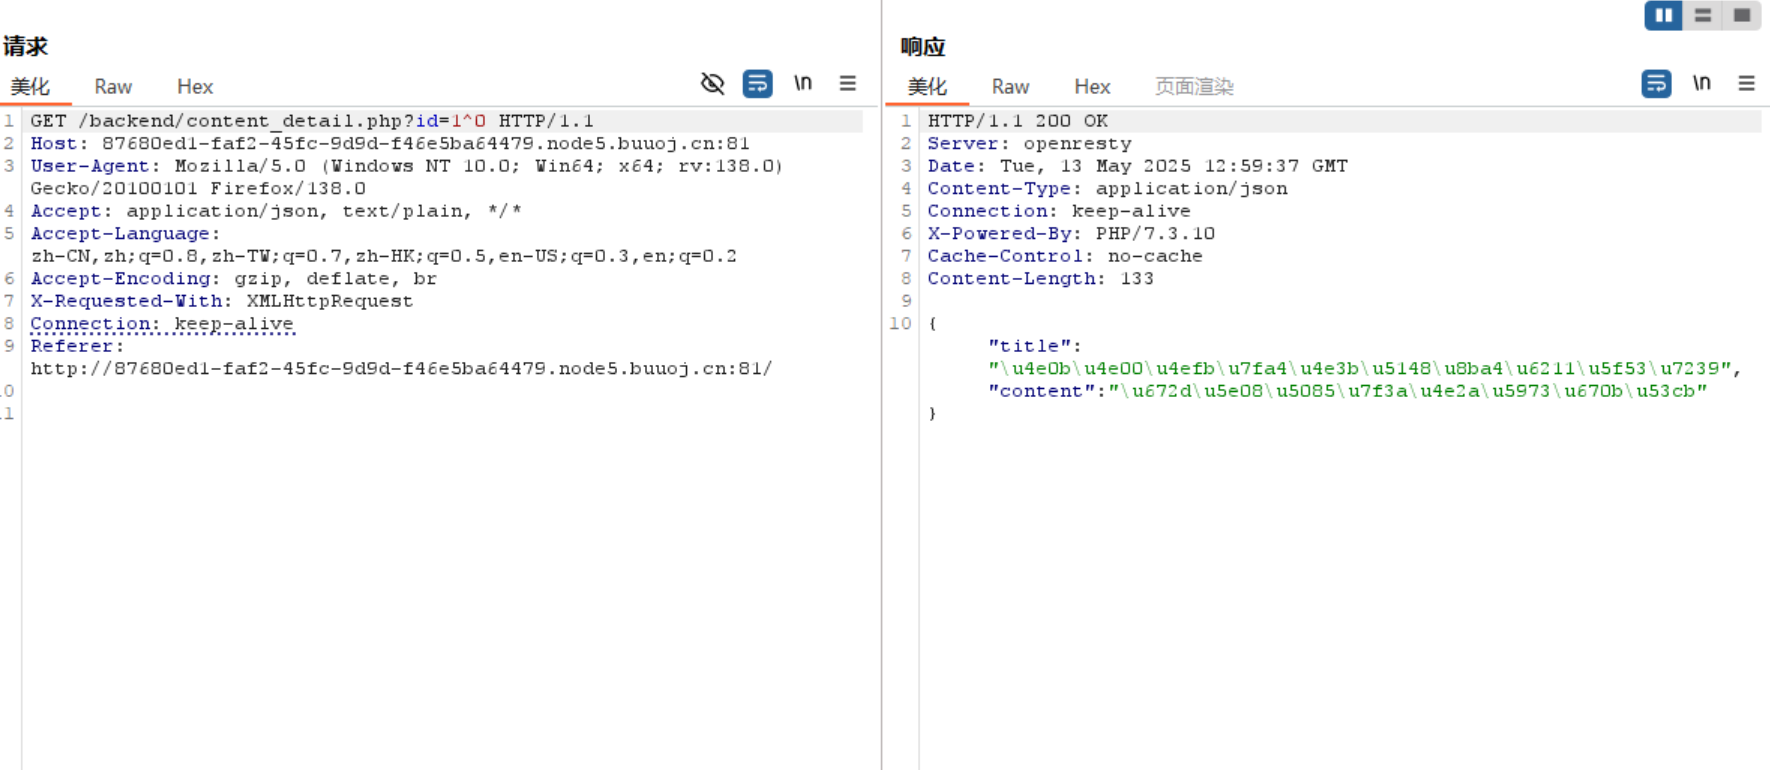 请求
美化 Raw Hex \n
1 GET /backend/content_detail.php?id=1^0 HTTP/1.1
2 Host: 87680ed1-faf2-45fc-9d9d-f46e5ba64479.node5.buuoj.cn:81
3 User-Agent: Mozilla/5.0 (Windows NT 10.0; Win64; x64; rv:138.0)
Gecko/20100101 Firefox/138.0
4 Accept: application/json, text/plain, */*
5 Accept-Language:
zh-CN,zh;q=0.8,zh-TW;q=0.7,zh-HK;q=0.5,en-US;q=0.3,en;q=0.2
6 Accept-Encoding: gzip, deflate, br
7 X-Requested-With: XMLHttpRequest
8 Connection: keep-alive
9 Referer:
http://87680ed1-faf2-45fc-9d9d-f46e5ba64479.node5.buuoj.cn:81/
10
11
响应
美化 Raw Hex 页面渲染 \n
1 HTTP/1.1 200 OK
2 Server: openresty
3 Date: Tue, 13 May 2025 12:59:37 GMT
4 Content-Type: application/json
5 Connection: keep-alive
6 X-Powered-By: PHP/7.3.10
7 Cache-Control: no-cache
8 Content-Length: 133
9
10 {
"title":
"\u4e0b\u4e00\u4efb\u7fa4\u4e3b\u5148\u8ba4\u6211\u5f53\u7239",
"content":"\u672d\u5e08\u5085\u7f3a\u4e2a\u5973\u670b\u53cb"
}